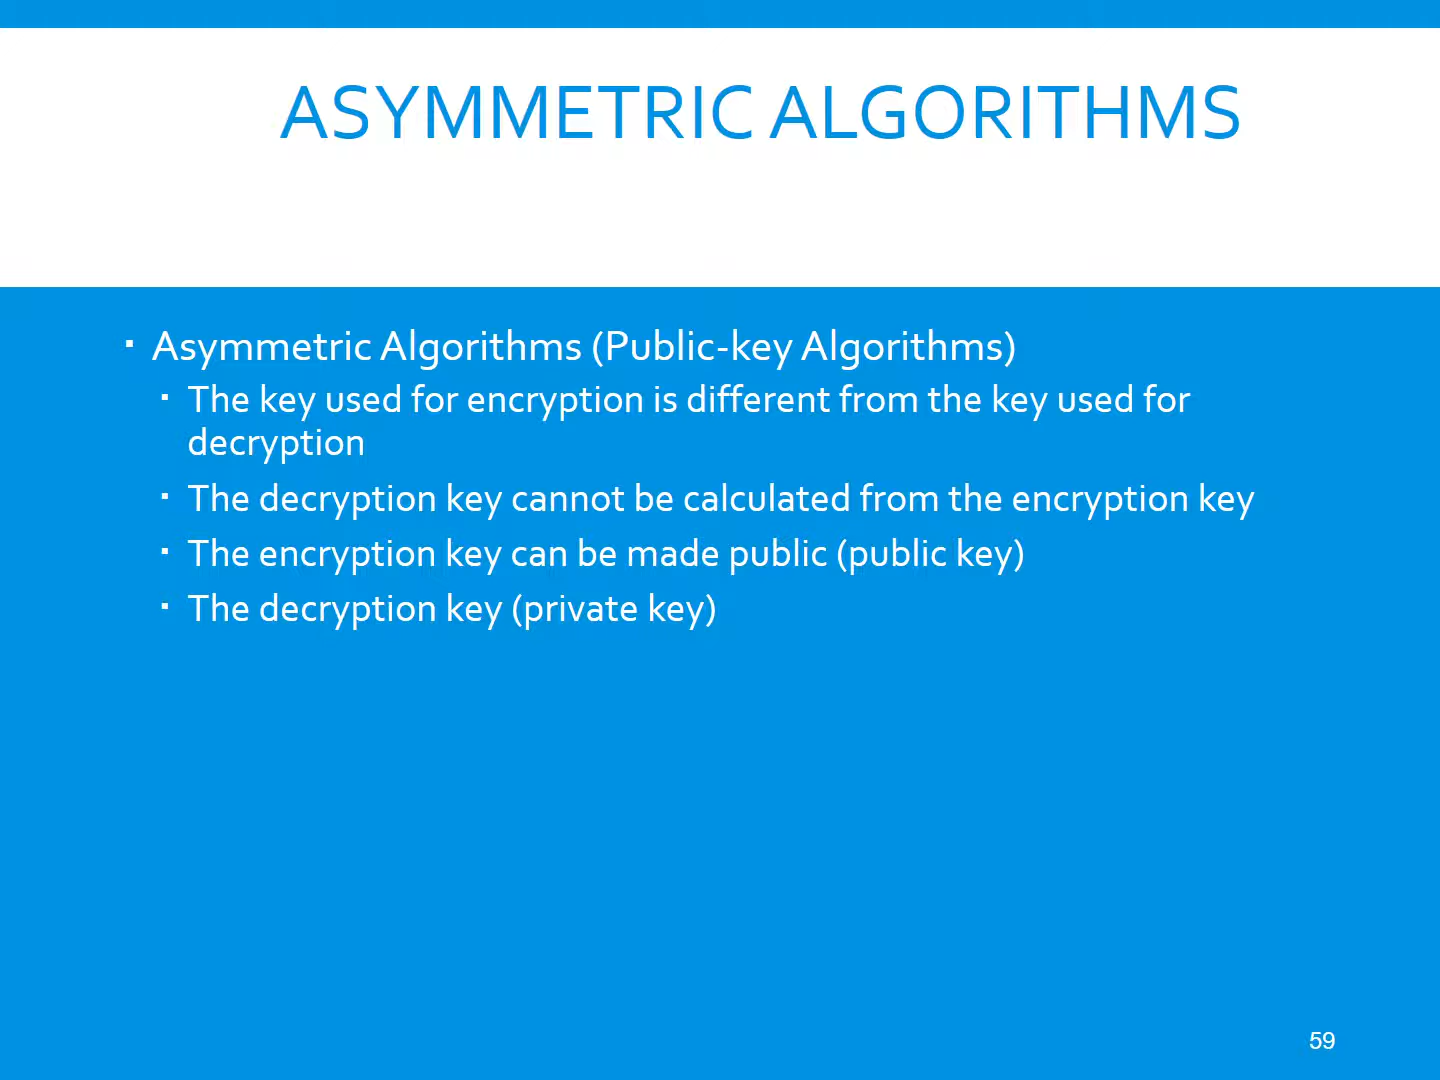 ASYMMETRIC ALGORITHMS
▪ Asymmetric Algorithms (Public-key Algorithms)
▪ The key used for encryption is different from the key used for
decryption
▪ The decryption key cannot be calculated from the encryption key
▪ The encryption key can be made public (public key)
▪ The decryption key (private key)
59